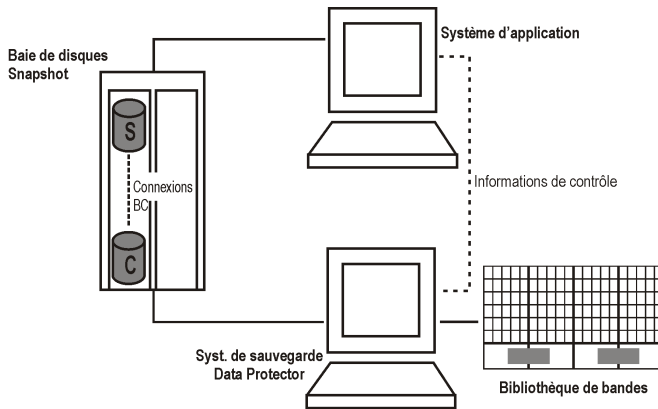 Système d'application
Baie de disques
Snapshot
S
Connexions
BC
C
Informations de contrôle
Syst. de sauvegarde
Data Protector
Bibliothèque de bandes